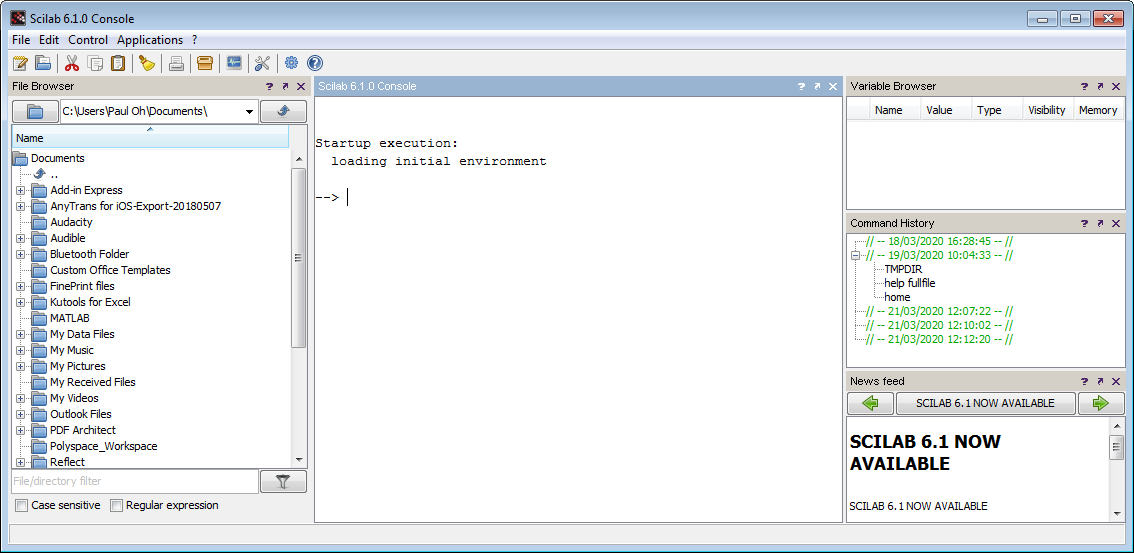 Scilab 6.1.0 Console
File Edit Control Applications ?
File Browser ?
C:\Users\Paul Oh\Documents\
Name
Documents
..
Add-in Express
AnyTrans for iOS-Export-20180507
Audacity
Audible
Bluetooth Folder
Custom Office Templates
FinePrint files
Kutools for Excel
MATLAB
My Data Files
My Music
My Pictures
My Received Files
My Videos
Outlook Files
PDF Architect
Polyspace_Workspace
Reflect
File/directory filter
Case sensitive Regular expression
Scilab 6.1.0 Console ?
Startup execution:
loading initial environment
-->
Variable Browser ?
Name Value Type Visibility Memory
Command History ?
// -- 18/03/2020 16:28:45 -- //
// -- 19/03/2020 10:04:33 -- //
TMPDIR
help fullfile
home
// -- 21/03/2020 12:07:22 -- //
// -- 21/03/2020 12:10:02 -- //
// -- 21/03/2020 12:12:20 -- //
News feed ?
SCILAB 6.1 NOW AVAILABLE
SCILAB 6.1 NOW
AVAILABLE
SCILAB 6.1 NOW AVAILABLE